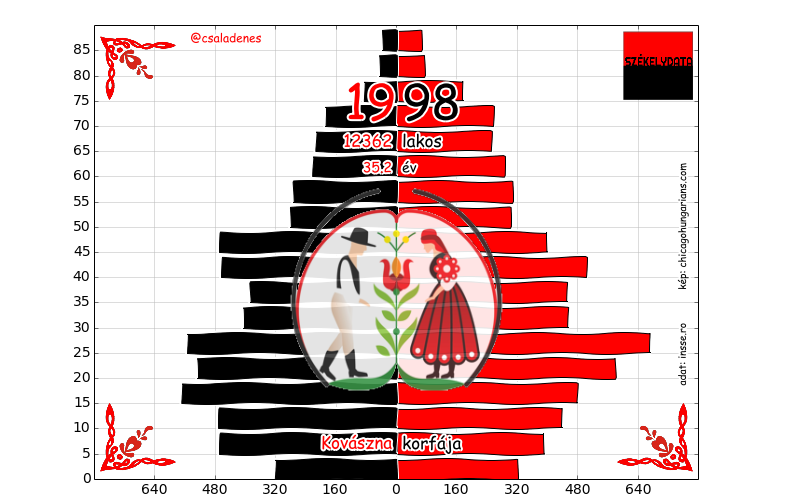 @csaladenes
SZÉKELYDATA
1998
12362 lakos
35.2 év
kép: chicagohungarians.com
adat: insse.ro
Kovászna korfája
85
80
75
70
65
60
55
50
45
40
35
30
25
20
15
10
5
0
640 480 320 160 0 160 320 480 640